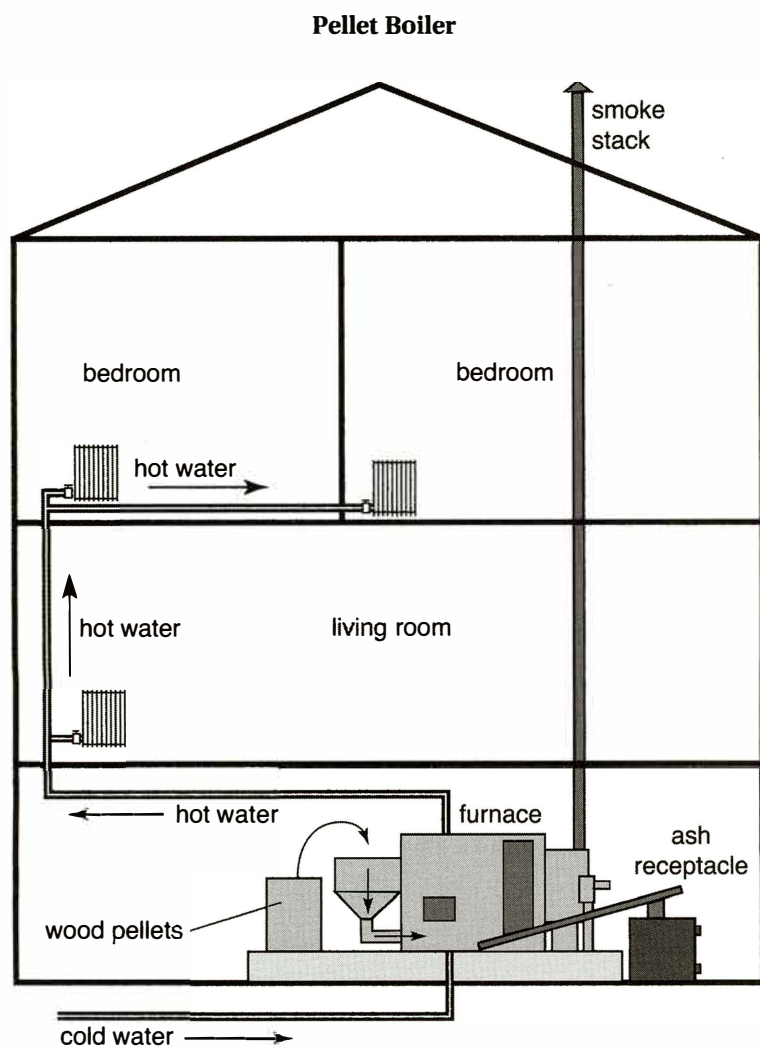 Pellet Boiler
smoke
stack
bedroom
bedroom
hot water
hot water
living room
hot water
furnace
ash
receptacle
wood pellets
cold water